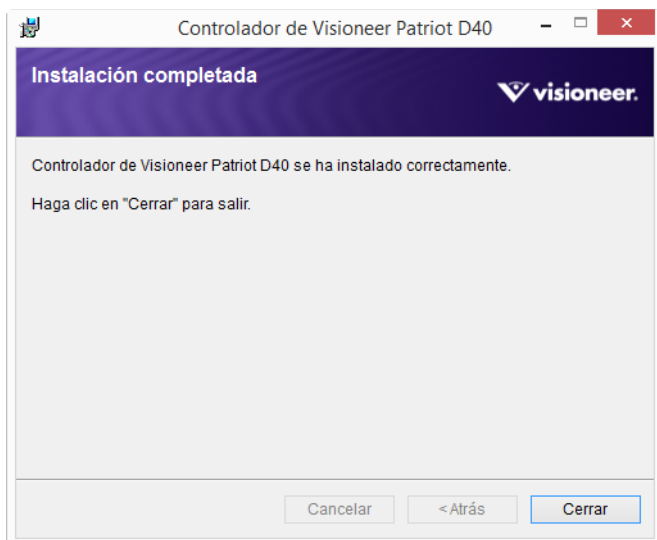 Controlador de Visioneer Patriot D40
Instalación completada
visioneer.
Controlador de Visioneer Patriot D40 se ha instalado correctamente.
Haga clic en "Cerrar" para salir.
Cancelar
< Atrás
Cerrar